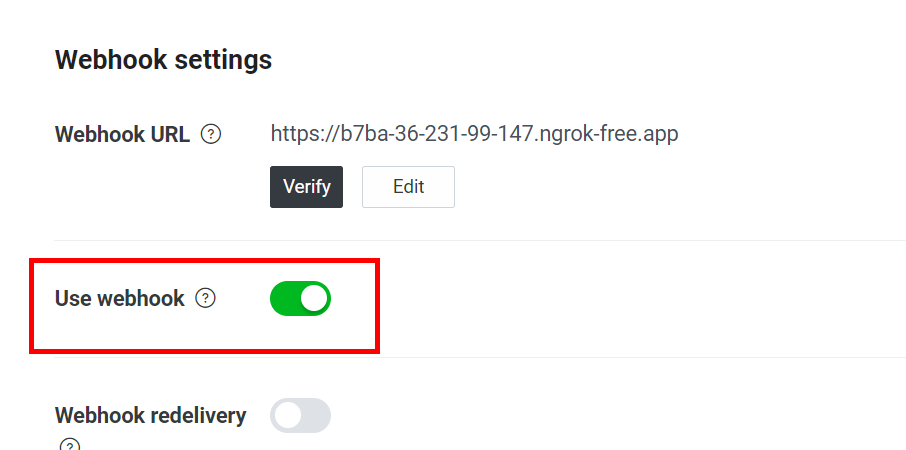 Webhook settings
Webhook URL ?
https://b7ba-36-231-99-147.ngrok-free.app
Verify
Edit
Use webhook ?
Webhook redelivery
?